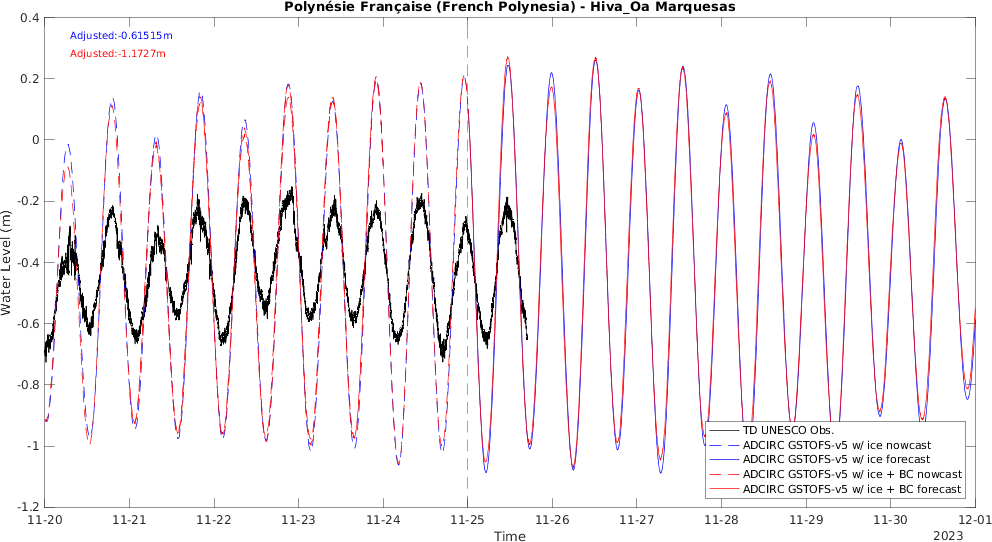 Polynésie Française (French Polynesia) - Hiva_Oa Marquesas
Adjusted:-0.61515m
Adjusted:-1.1727m
0.4
0.2
0
-0.2
-0.4
-0.6
-0.8
-1
-1.2
Water Level (m)
TD UNESCO Obs.
ADCIRC GSTOFS-v5 w/ ice nowcast
ADCIRC GSTOFS-v5 w/ ice forecast
ADCIRC GSTOFS-v5 w/ ice + BC nowcast
ADCIRC GSTOFS-v5 w/ ice + BC forecast
11-20 11-21 11-22 11-23 11-24 11-25 11-26 11-27 11-28 11-29 11-30 12-01
Time
2023